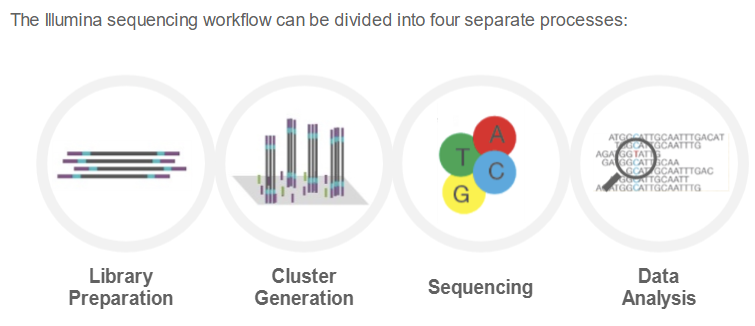 The Illumina sequencing workflow can be divided into four separate processes:
A
T
C
G
ATGGCATTGCAATTTGACAT
TGGCATTGCAATTTG
AGATGGTATTG
GATGGCATTGCAA
GCATTGCAATTTGAC
ATGGCATTGCAATT
AGATGGCATTGCAATTTG
Library
Preparation
Cluster
Generation
Sequencing
Data
Analysis